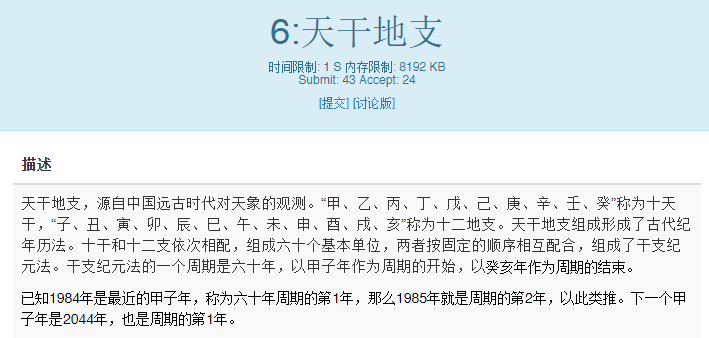 6:天干地支
时间限制: 1 S 内存限制: 8192 KB
Submit: 43 Accept: 24
[提交] [讨论版]
描述
天干地支，源自中国远古时代对天象的观测。“甲、乙、丙、丁、戊、己、庚、辛、壬、癸”称为十天
干，“子、丑、寅、卯、辰、巳、午、未、申、酉、戌、亥”称为十二地支。天干地支组成形成了古代纪
年历法。十干和十二支依次相配，组成六十个基本单位，两者按固定的顺序相互配合，组成了干支纪
元法。干支纪元法的一个周期是六十年，以甲子年作为周期的开始，以癸亥年作为周期的结束。
已知1984年是最近的甲子年，称为六十年周期的第1年，那么1985年就是周期的第2年，以此类推。下一个甲
子年是2044年，也是周期的第1年。